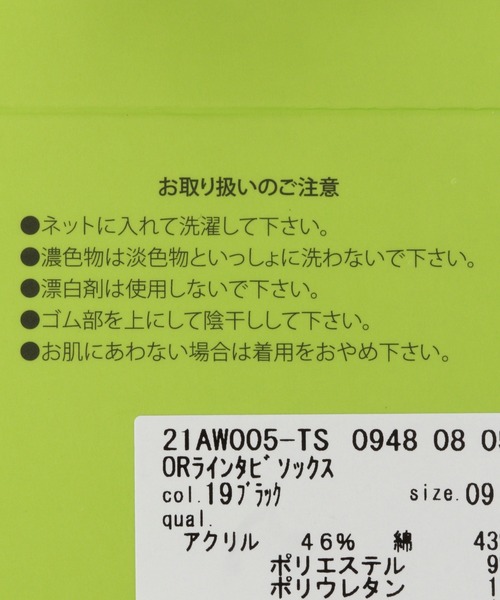 お取り扱いのご注意
●ネットに入れて洗濯して下さい。
●濃色物は淡色物といっしょに洗わないで下さい。
●漂白剤は使用しないで下さい。
●ゴム部を上にして陰干しして下さい。
●お肌にあわない場合は着用をおやめ下さい。
21AW005-TS 0948 08
ORラインタビソックス
col.19ブラック size.09
qual.
アクリル 46% 綿 43
ポリエステル 9
ポリウレタン 1